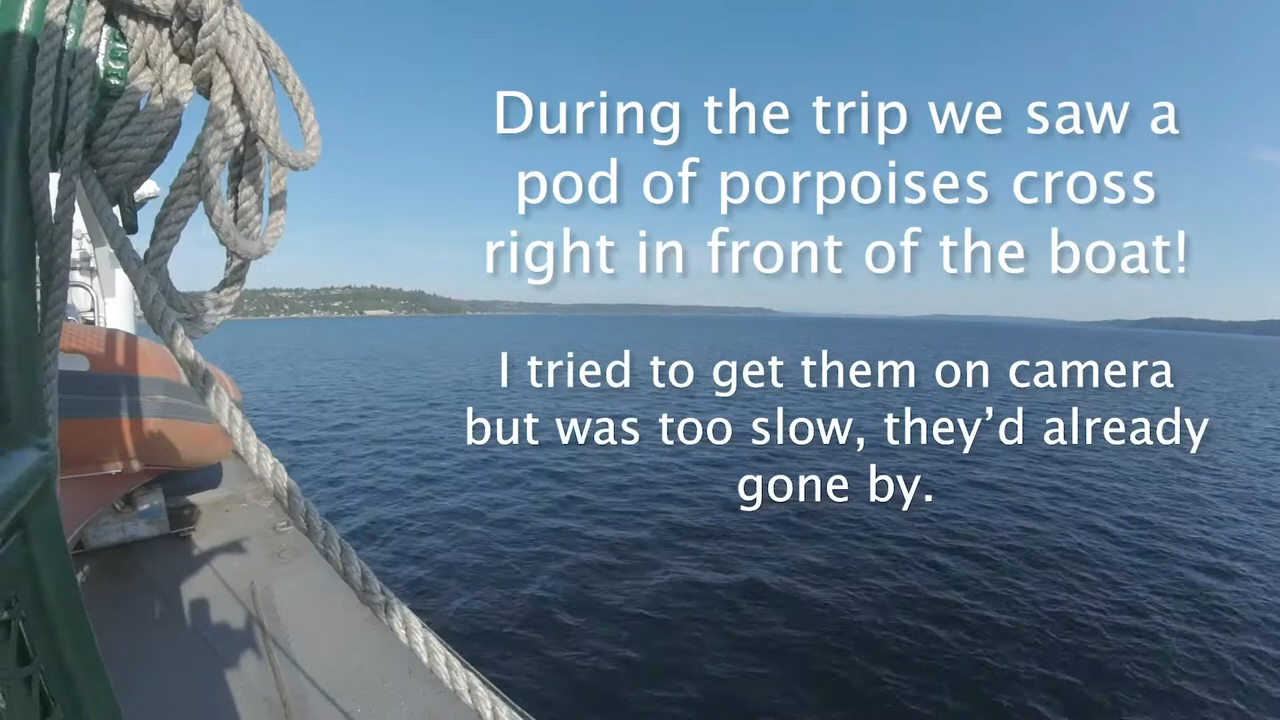 During the trip we saw a
pod of porpoises cross
right in front of the boat!
I tried to get them on camera
but was too slow, they’d already
gone by.